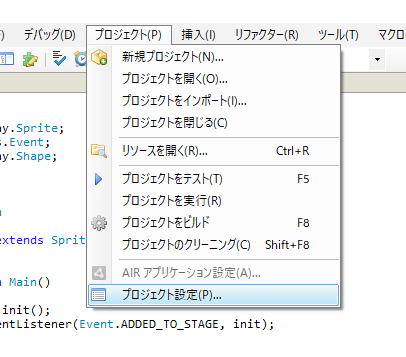 デバッグ(D) プロジェクト(P) 挿入(I) リファクター(R) ツール(T) マクロ
新規プロジェクト(N)...
プロジェクトを開く(O)...
プロジェクトをインポート(I)...
プロジェクトを閉じる(C)
リソースを開く(R)... Ctrl+R
プロジェクトをテスト(T) F5
プロジェクトを実行(R)
プロジェクトをビルド F8
プロジェクトのクリーニング(C) Shift+F8
AIR アプリケーション設定(A)...
プロジェクト設定(P)...
ay.Sprite;
s.Event;
ay.Shape;
extends Sprit
n Main()
init();
entListener(Event.ADDED_TO_STAGE, init);